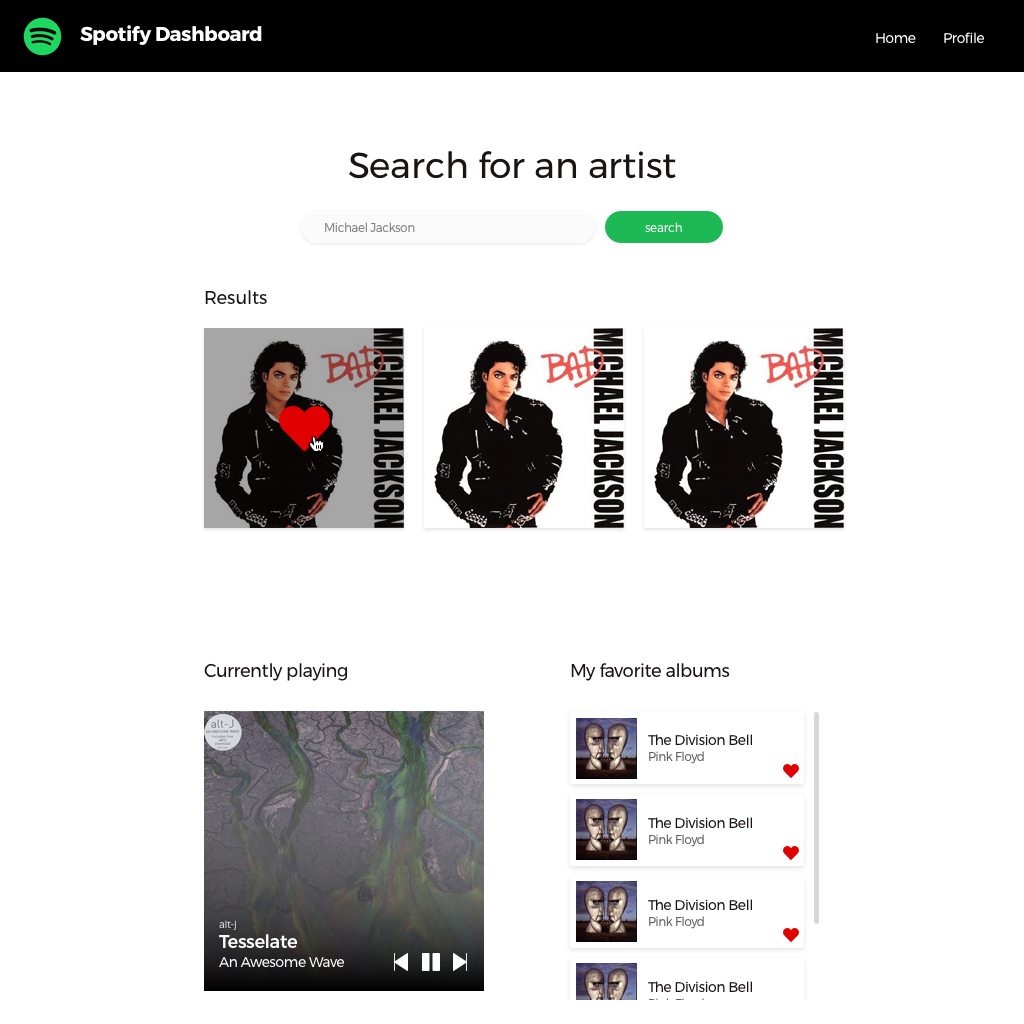 Spotify Dashboard
Home
Profile
Search for an artist
Michael Jackson
search
Results
BAD
MICHAEL JACKSON
BAD
MICHAEL JACKSON
BAD
MICHAEL JACKSON
Currently playing
My favorite albums
alt-J
alt-J
Tesselate
An Awesome Wave
The Division Bell
Pink Floyd
The Division Bell
Pink Floyd
The Division Bell
Pink Floyd
The Division Bell